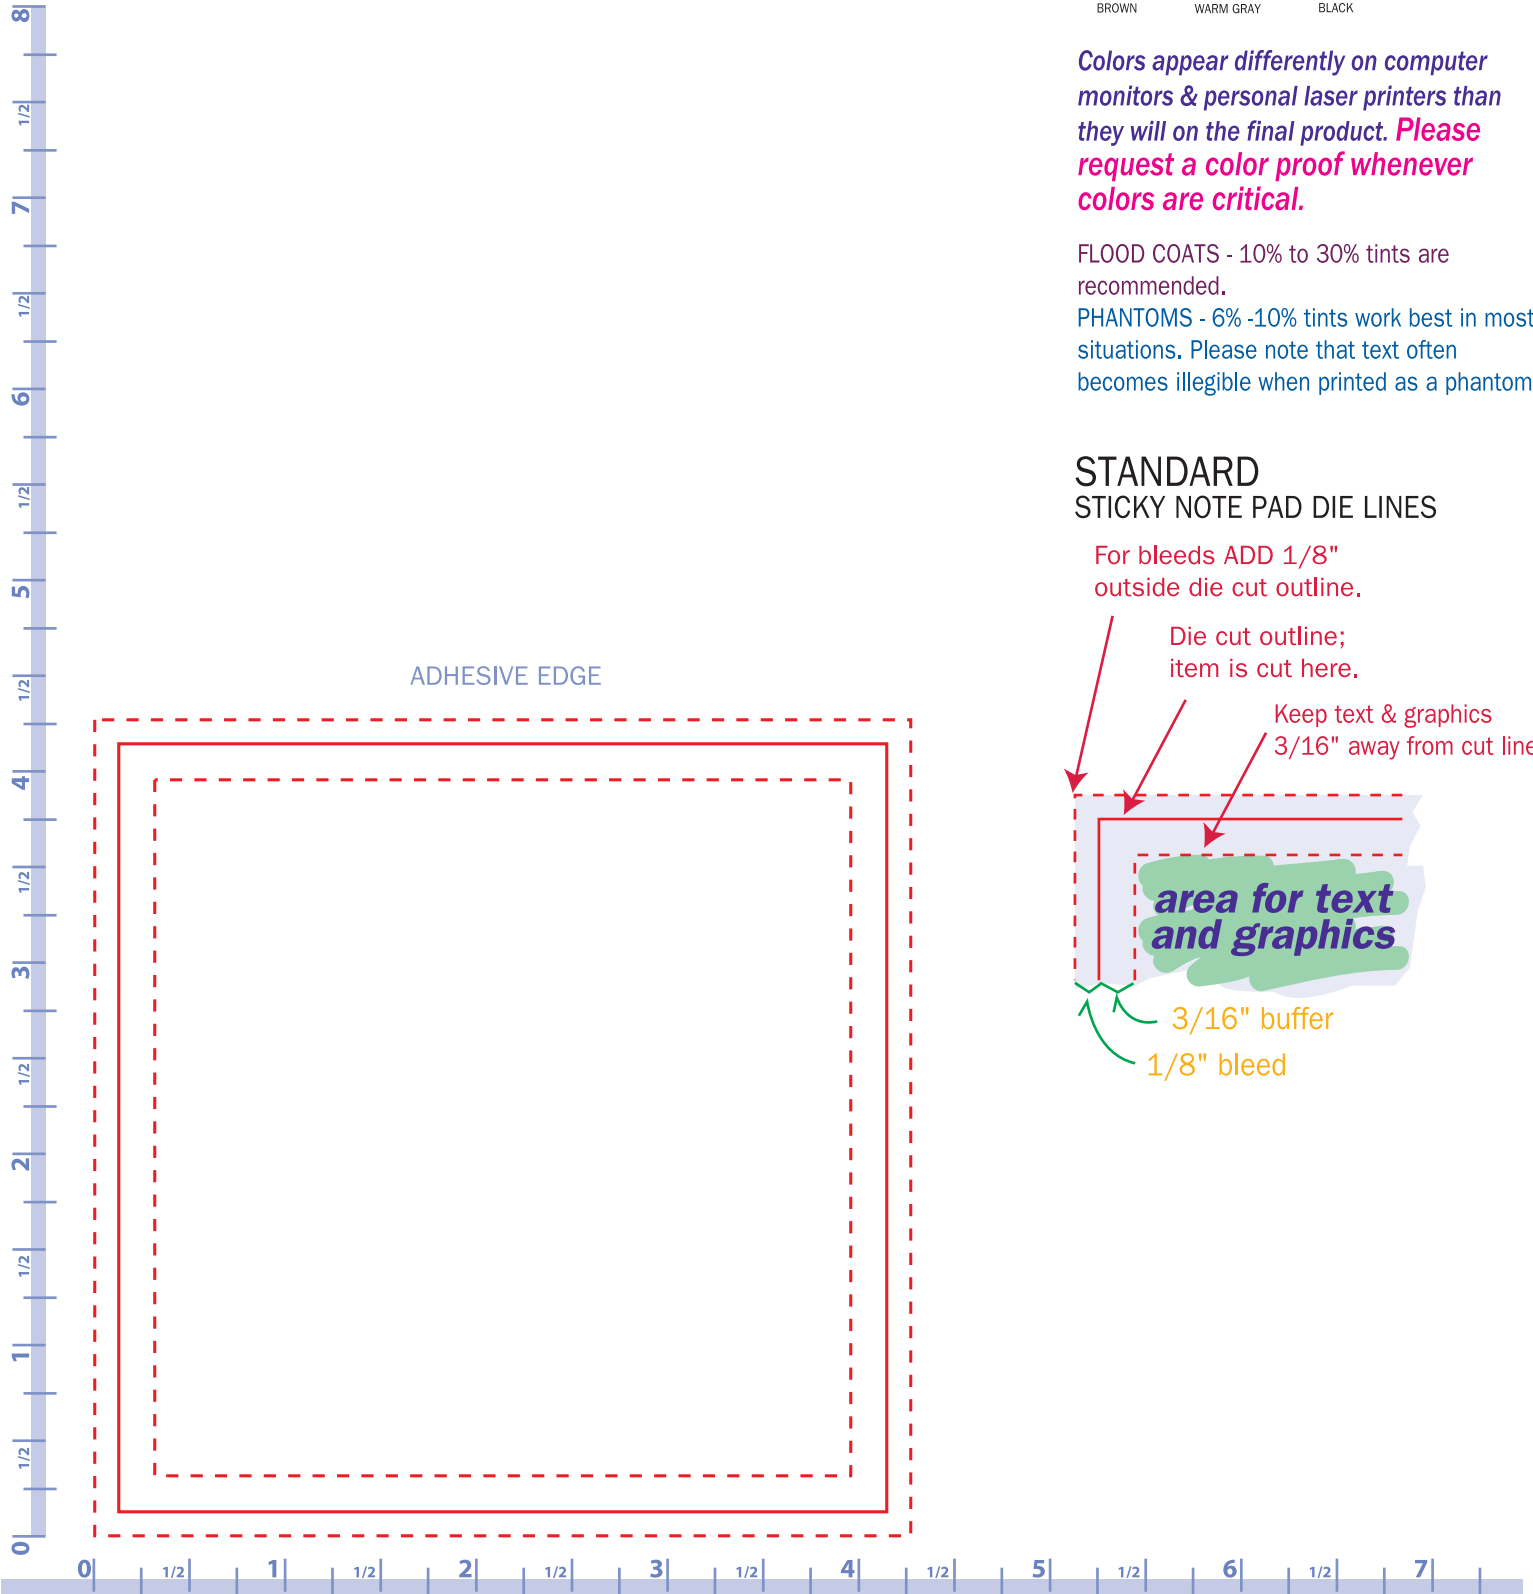 BROWN WARM GRAY BLACK
Colors appear differently on computer
monitors & personal laser printers than
they will on the final product. Please
request a color proof whenever
colors are critical.
FLOOD COATS - 10% to 30% tints are
recommended.
PHANTOMS - 6% -10% tints work best in most
situations. Please note that text often
becomes illegible when printed as a phantom
STANDARD
STICKY NOTE PAD DIE LINES
For bleeds ADD 1/8"
outside die cut outline.
Die cut outline;
item is cut here.
Keep text & graphics
3/16" away from cut line
area for text
and graphics
3/16" buffer
1/8" bleed
ADHESIVE EDGE
8
1/2
7
1/2
6
1/2
5
1/2
4
1/2
3
1/2
2
1/2
1
1/2
0
0 1/2 1 1/2 2 1/2 3 1/2 4 1/2 5 1/2 6 1/2 7